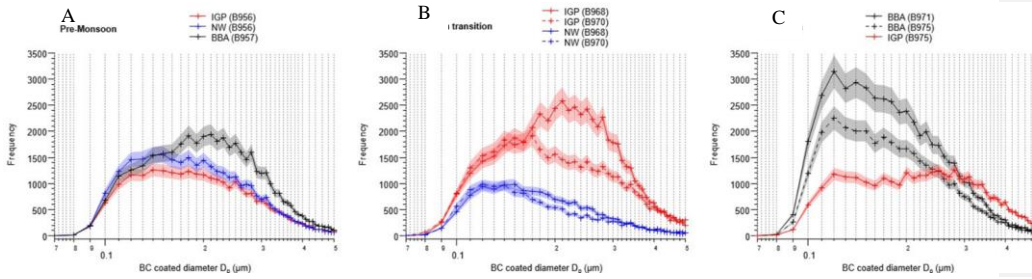 A
Pre-Monsoon
IGP (B956)
NW (B956)
BBA (B957)
Frequency
3500
3000
2500
2000
1500
1000
500
0
7 8 9 0.1 2 3 4 5
BC coated diameter Dp (µm)
B
transition
IGP (B968)
IGP (B970)
NW (B968)
NW (B970)
Frequency
3500
3000
2500
2000
1500
1000
500
0
7 8 9 0.1 2 3 4 5
BC coated diameter Dp (µm)
C
BBA (B971)
BBA (B975)
IGP (B975)
Frequency
3500
3000
2500
2000
1500
1000
500
0
7 8 9 0.1 2 3 4 5
BC coated diameter Dp (µm)